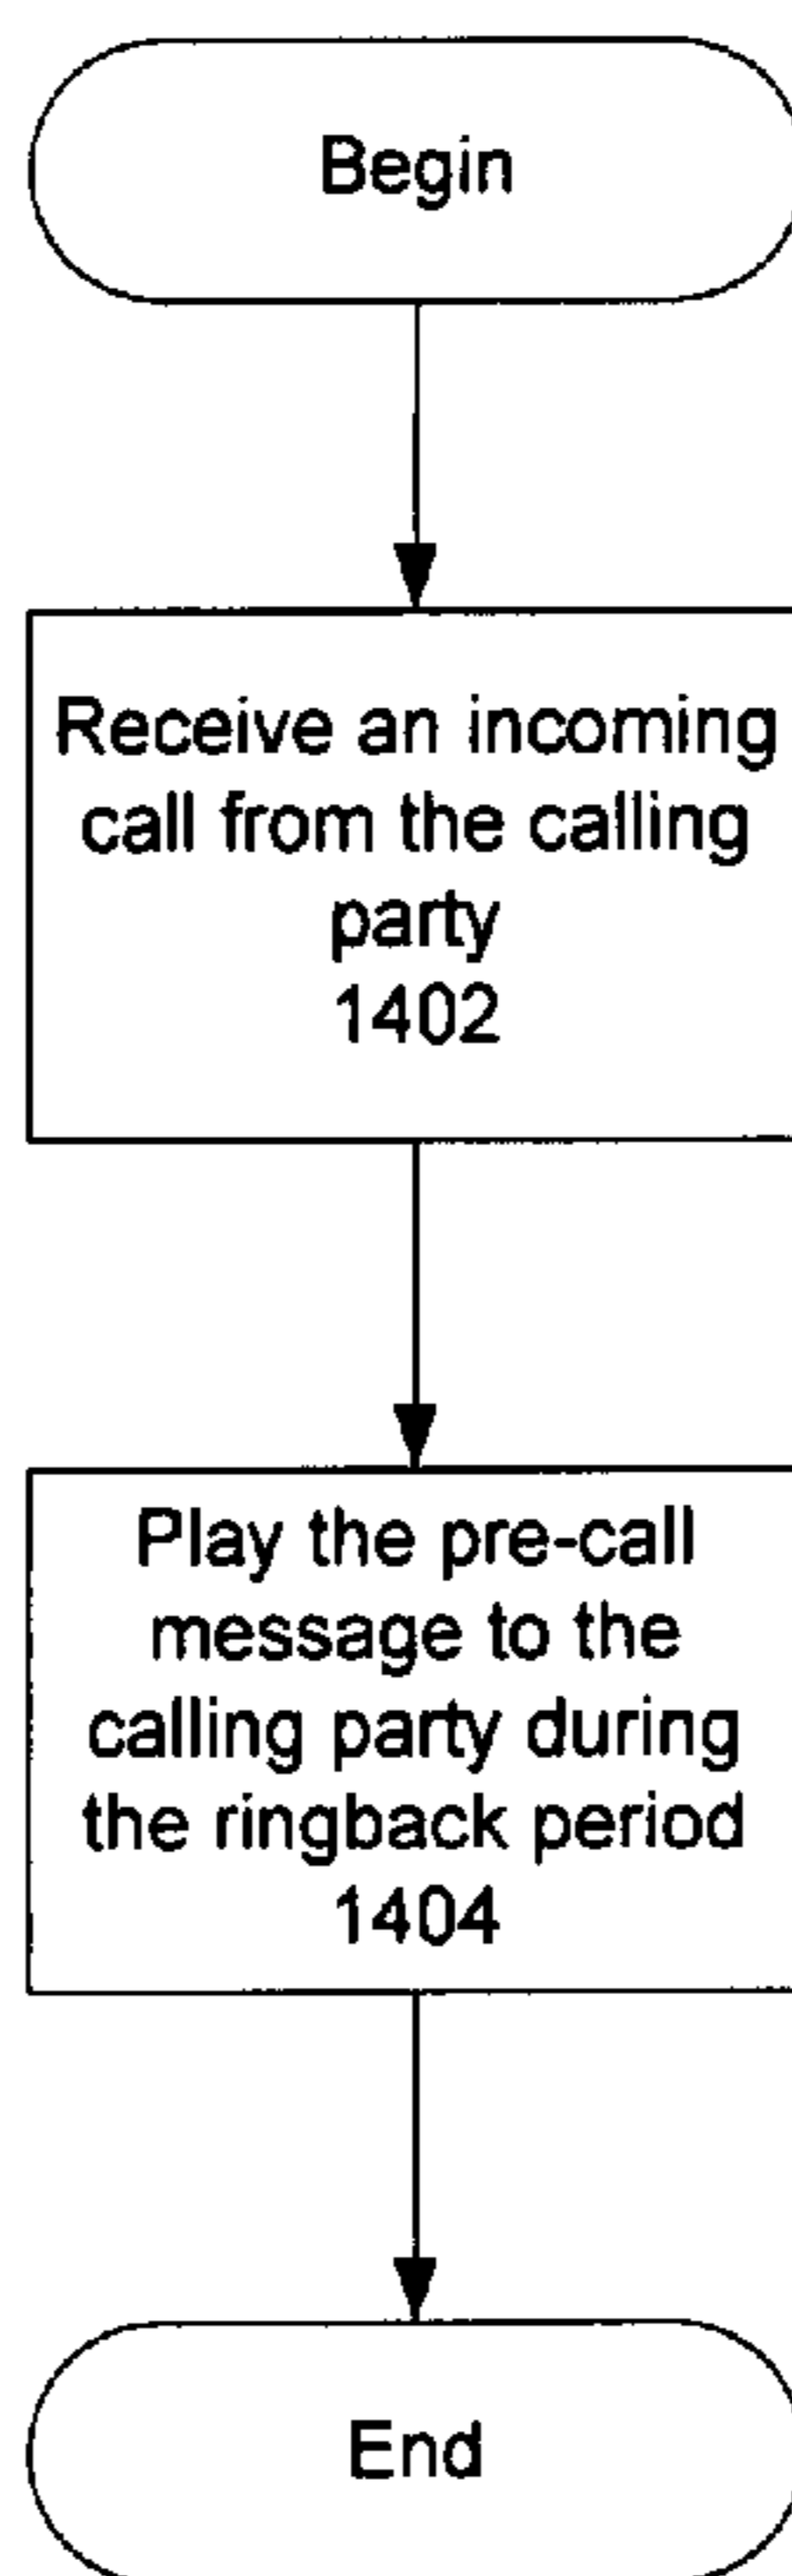 Begin
Receive an incoming
call from the calling
party
1402
Play the pre-call
message to the
calling party during
the ringback period
1404
End